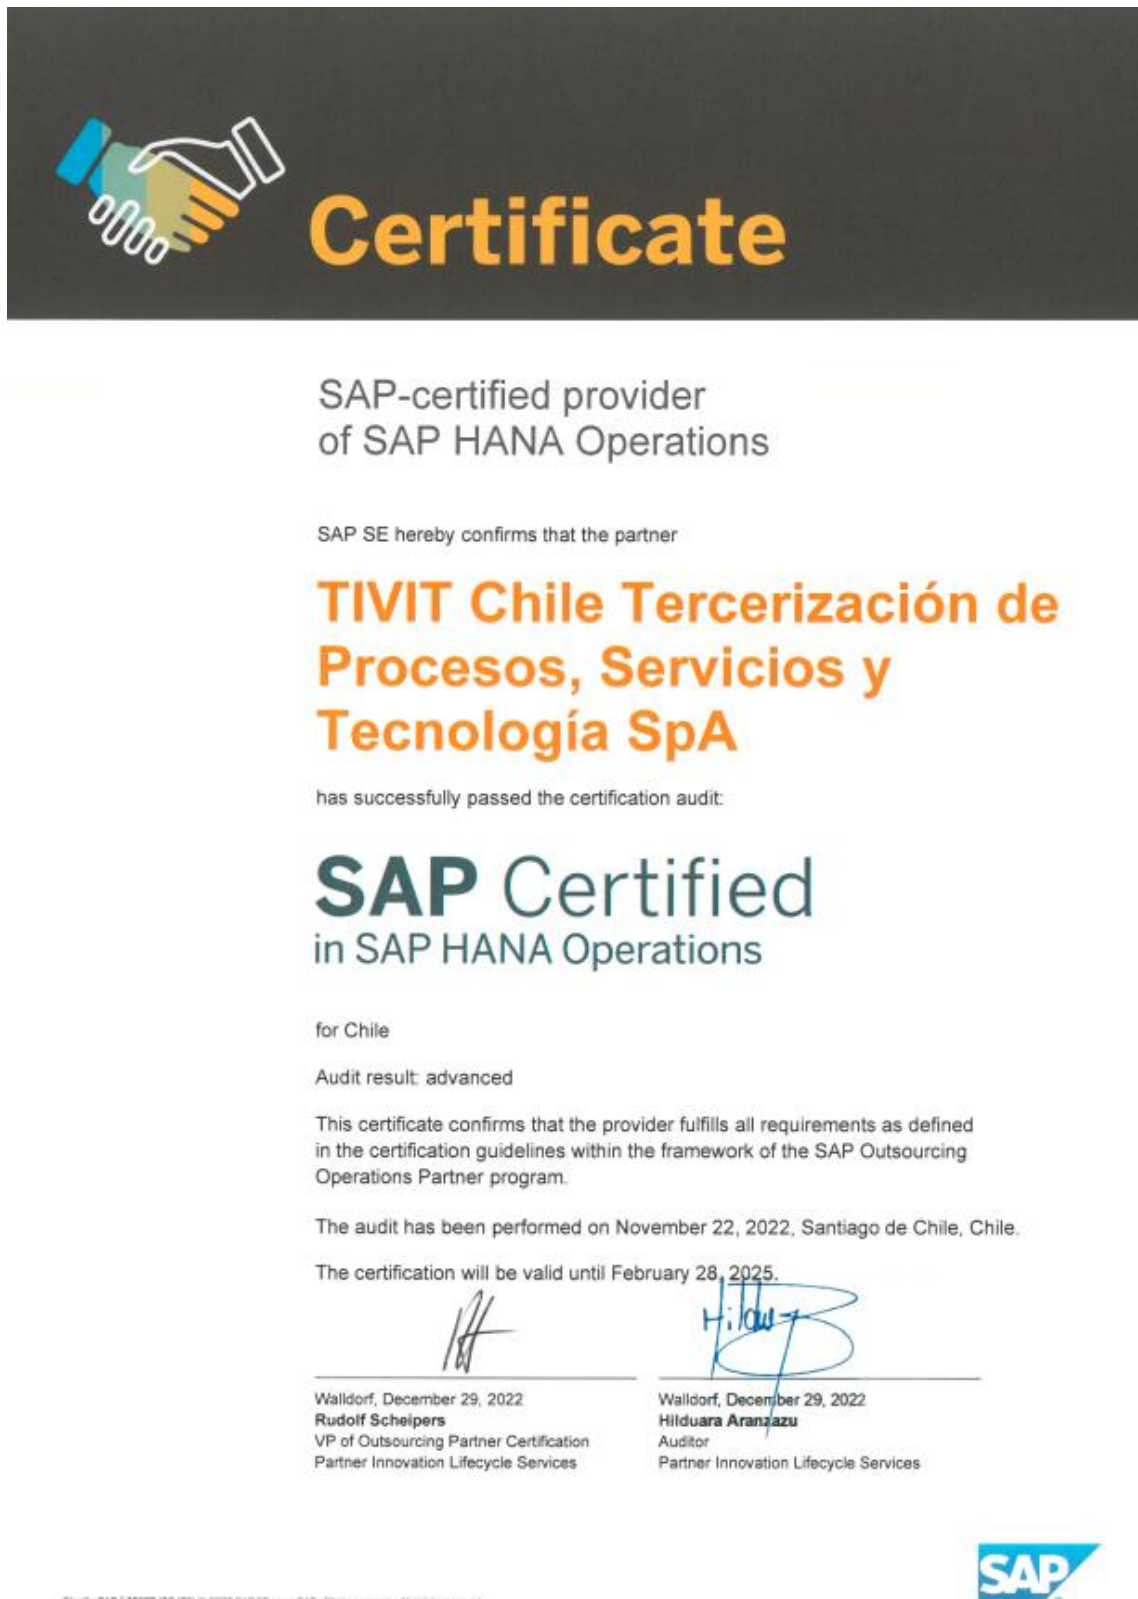 Certificate
SAP-certified provider
of SAP HANA Operations
SAP SE hereby confirms that the partner
TIVIT Chile Tercerización de
Procesos, Servicios y
Tecnología SpA
has successfully passed the certification audit:
SAP Certified
in SAP HANA Operations
for Chile
Audit result: advanced
This certificate confirms that the provider fulfills all requirements as defined
in the certification guidelines within the framework of the SAP Outsourcing
Operations Partner program.
The audit has been performed on November 22, 2022, Santiago de Chile, Chile.
The certification will be valid until February 28, 2025.
Walldorf, December 29, 2022
Rudolf Scheipers
VP of Outsourcing Partner Certification
Partner Innovation Lifecycle Services
Walldorf, December 29, 2022
Hilduara Aranzazu
Auditor
Partner Innovation Lifecycle Services
SAP